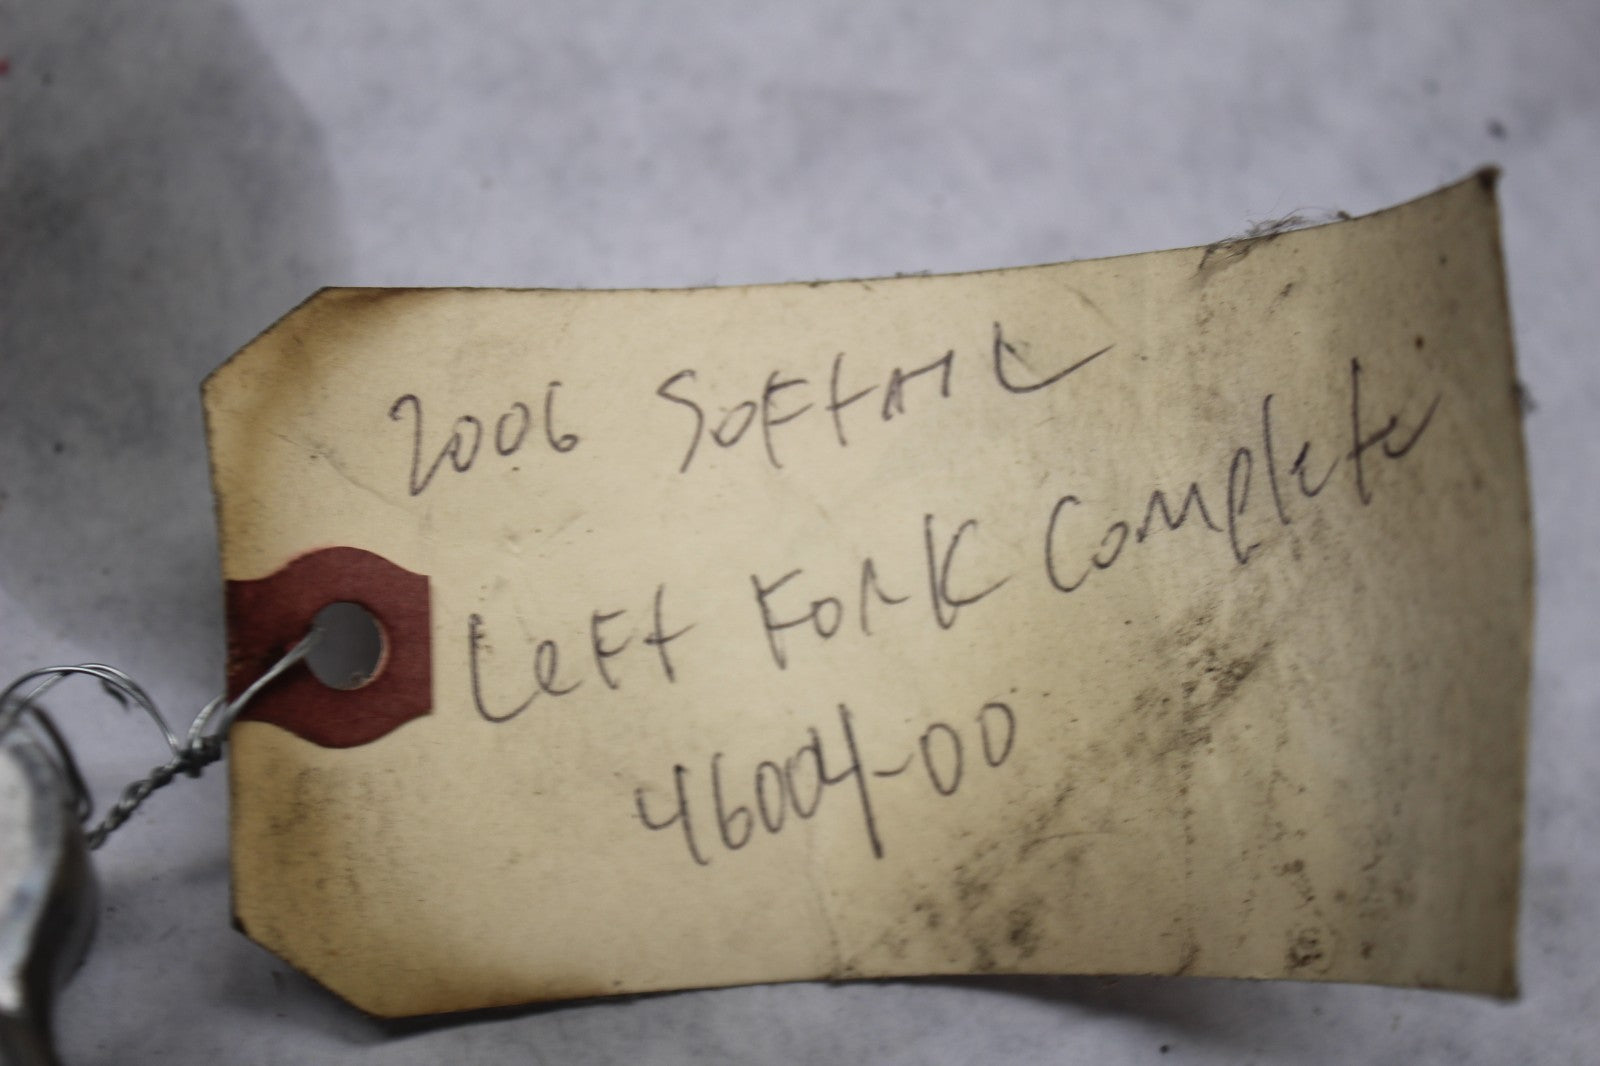 2006 SOFTAIL
LEFT FORK Complete
46004-00